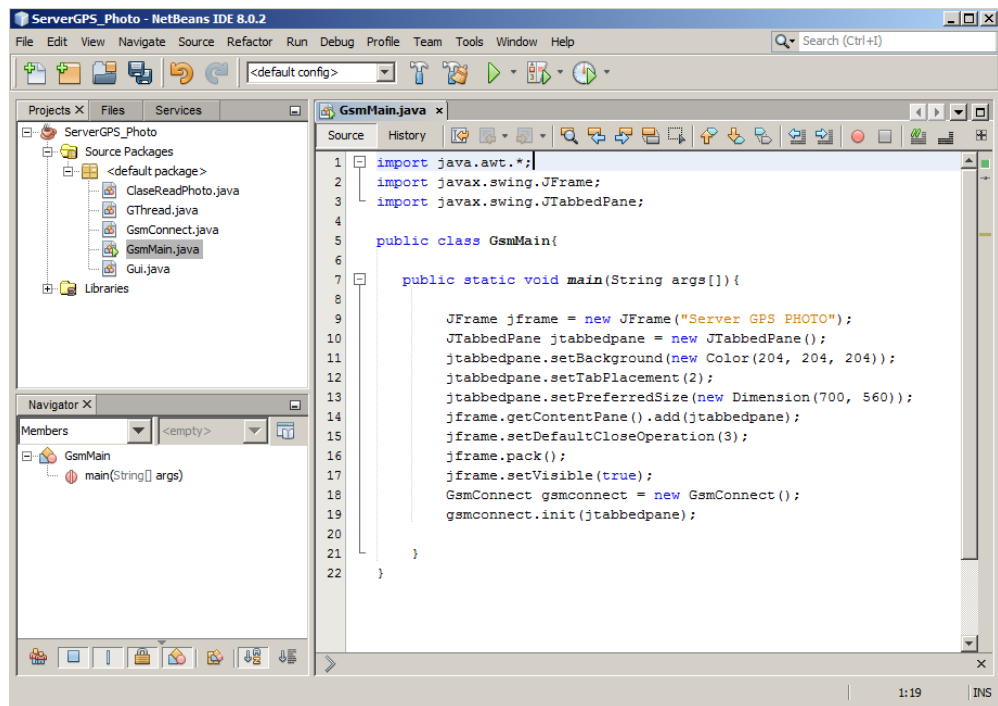 ServerGPS_Photo - NetBeans IDE 8.0.2
File Edit View Navigate Source Refactor Run Debug Profile Team Tools Window Help
Search (Ctrl+I)
<default config>
Projects Files Services
ServerGPS_Photo
Source Packages
<default package>
ClaseReadPhoto.java
GThread.java
GsmConnect.java
GsmMain.java
Gui.java
Libraries
Navigator
Members
<empty>
GsmMain
main(String[] args)
GsmMain.java
Source History
1 import java.awt.*;
2 import javax.swing.JFrame;
3 import javax.swing.JTabbedPane;
4
5 public class GsmMain{
6
7 public static void main(String args[]){
8
9 JFrame jframe = new JFrame("Server GPS PHOTO");
10 JTabbedPane jtabbedpane = new JTabbedPane();
11 jtabbedpane.setBackground(new Color(204, 204, 204));
12 jtabbedpane.setTabPlacement(2);
13 jtabbedpane.setPreferredSize(new Dimension(700, 560));
14 jframe.getContentPane().add(jtabbedpane);
15 jframe.setDefaultCloseOperation(3);
16 jframe.pack();
17 jframe.setVisible(true);
18 GsmConnect gsmconnect = new GsmConnect();
19 gsmconnect.init(jtabbedpane);
20
21 }
22 }
1:19 INS